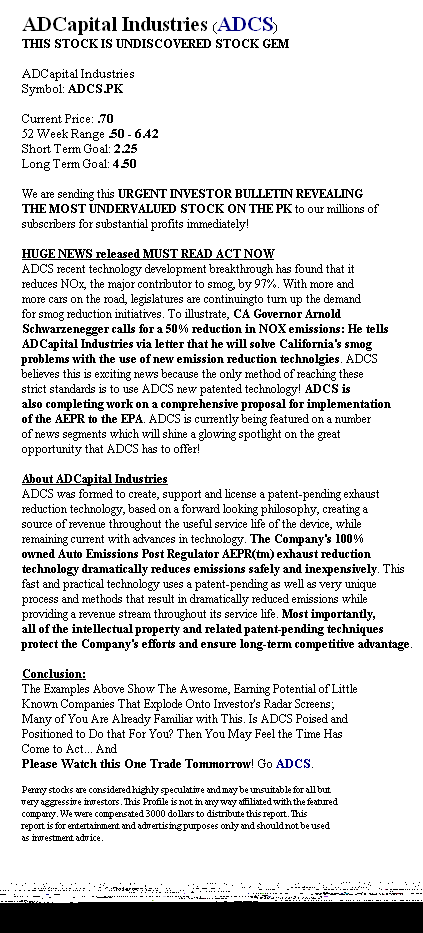 ADCapital Industries (ADCS)
THIS STOCK IS UNDISCOVERED STOCK GEM
ADCapital Industries
Symbol: ADCS.PK
Current Price: .70
52 Week Range .50 - 6.42
Short Term Goal: 2.25
Long Term Goal: 4.50
We are sending this URGENT INVESTOR BULLETIN REVEALING
THE MOST UNDERVALUED STOCK ON THE PK to our millions of
subscribers for substantial profits immediately!
HUGE NEWS released MUST READ ACT NOW
ADCS recent technology development breakthrough has found that it
reduces NOx, the major contributor to smog, by 97%. With more and
more cars on the road, legislatures are continuingto turn up the demand
for smog reduction initiatives. To illustrate, CA Governor Arnold
Schwarzenegger calls for a 50% reduction in NOX emissions: He tells
ADCapital Industries via letter that he will solve California's smog
problems with the use of new emission reduction technolgies. ADCS
believes this is exciting news because the only method of reaching these
strict standards is to use ADCS new patented technology! ADCS is
also completing work on a comprehensive proposal for implementation
of the AEPR to the EPA. ADCS is currently being featured on a number
of news segments which will shine a glowing spotlight on the great
opportunity that ADCS has to offer!
About ADCapital Industries
ADCS was formed to create, support and license a patent-pending exhaust
reduction technology, based on a forward looking philosophy, creating a
source of revenue throughout the useful service life of the device, while
remaining current with advances in technology. The Company's 100%
owned Auto Emissions Post Regulator AEPR(tm) exhaust reduction
technology dramatically reduces emissions safely and inexpensively. This
fast and practical technology uses a patent-pending as well as very unique
process and methods that result in dramatically reduced emissions while
providing a revenue stream throughout its service life. Most importantly,
all of the intellectual property and related patent-pending techniques
protect the Company's efforts and ensure long-term competitive advantage.
Conclusion:
The Examples Above Show The Awesome, Earning Potential of Little
Known Companies That Explode Onto Investor's Radar Screens;
Many of You Are Already Familiar with This. Is ADCS Poised and
Positioned to Do that For You? Then You May Feel the Time Has
Come to Act... And
Please Watch this One Trade Tommorrow! Go ADCS.
Penny stocks are considered highly speculative and may be unsuitable for all but
very aggressive investors. This Profile is not in any way affiliated with the featured
company. We were compensated 3000 dollars to distribute this report. This
report is for entertainment and advertising purposes only and should not be used
as investment advice.